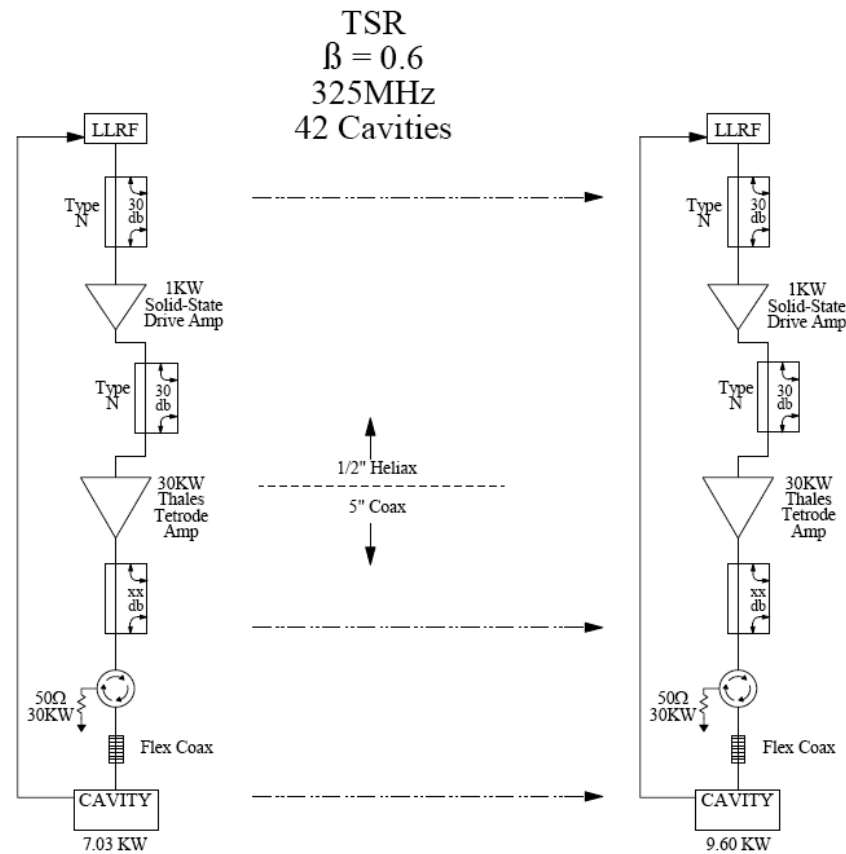 TSR
ß = 0.6
325MHz
42 Cavities
LLRF
Type
N
30
db
1KW
Solid-State
Drive Amp
Type
N
30
db
30KW
Thales
Tetrode
Amp
xx
db
50Ω
30KW
Flex Coax
CAVITY
7.03 KW
1/2" Heliax
5" Coax
LLRF
Type
N
30
db
1KW
Solid-State
Drive Amp
Type
N
30
db
30KW
Thales
Tetrode
Amp
xx
db
50Ω
30KW
Flex Coax
CAVITY
9.60 KW